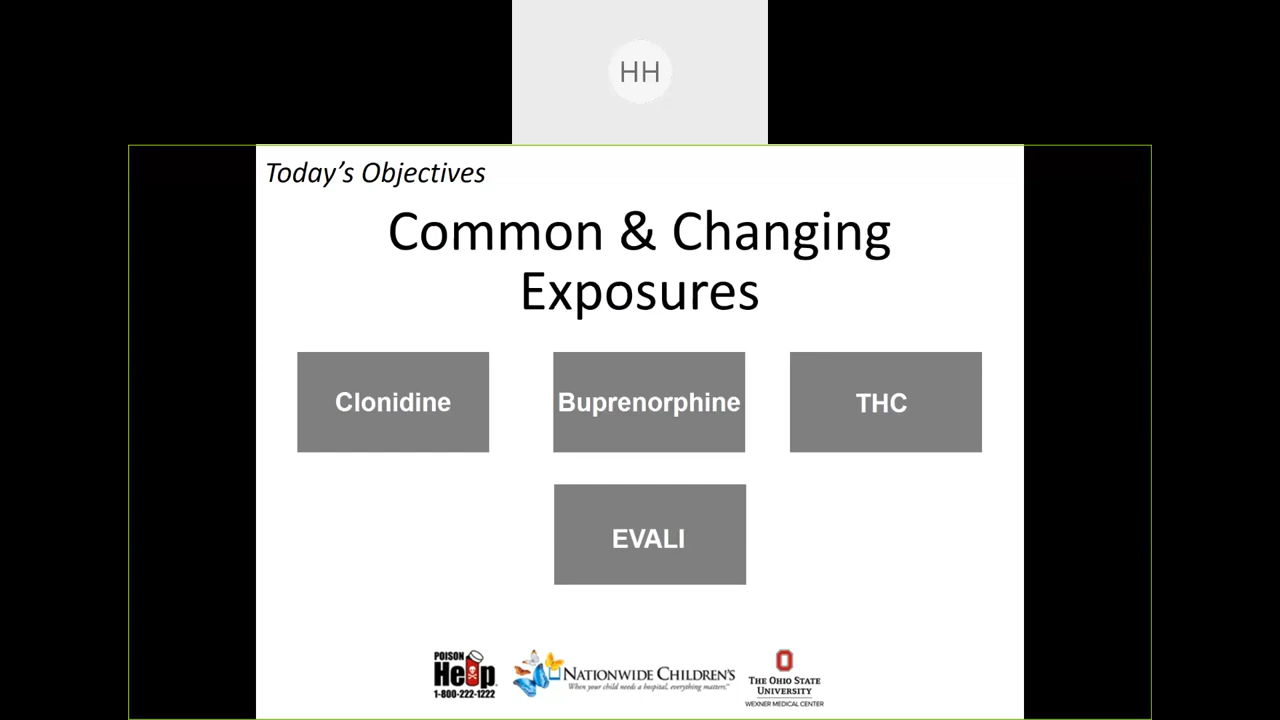 HH
Today's Objectives
Common & Changing
Exposures
Clonidine
Buprenorphine
THC
EVALI
POISON
Help
1-800-222-1222
NATIONWIDE CHILDREN'S
When your child needs a hospital, everything matters.™
THE OHIO STATE
UNIVERSITY
WEXNER MEDICAL CENTER